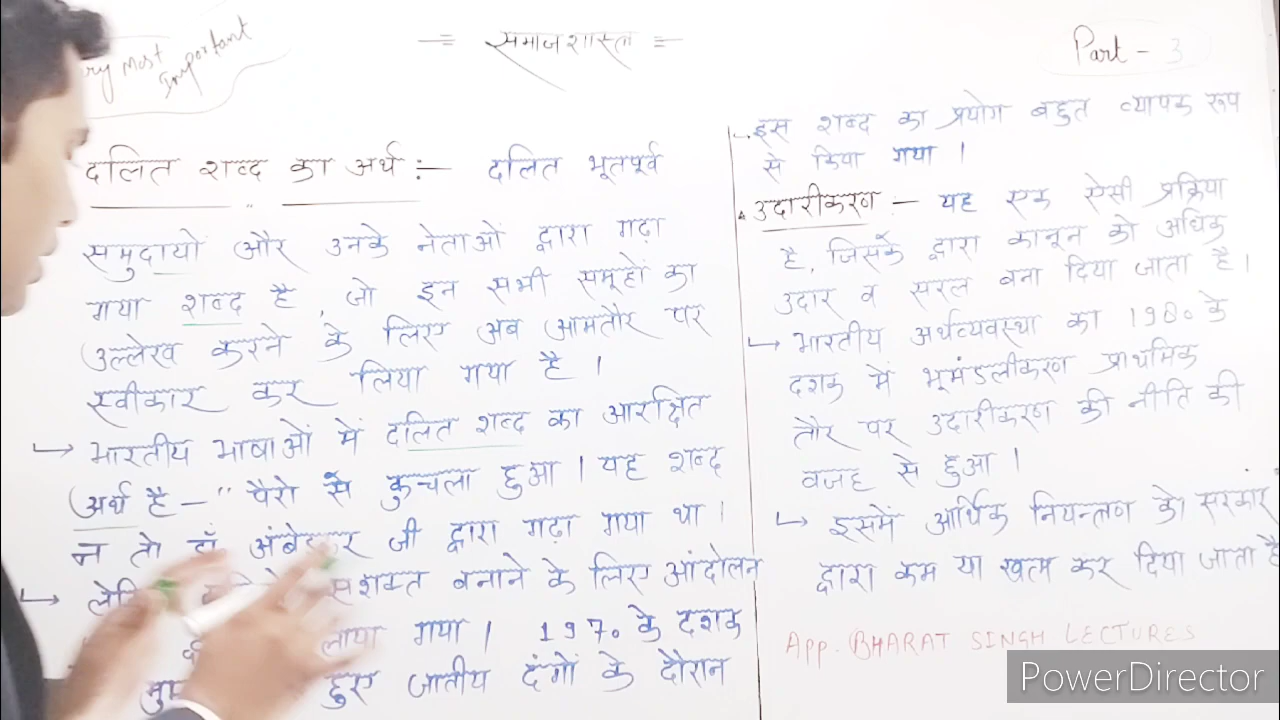 समाजशास्त्र
Part - 3
Most
Important
दलित शब्द का अर्थ :- दलित भूतपूर्व
समुदायों और उनके नेताओं द्वारा गढ़ा
गया शब्द है, जो इन सभी समूहों का
उल्लेख करने के लिए अब आमतौर पर
स्वीकार कर लिया गया है।
↳ भारतीय भाषाओं में दलित शब्द का आरक्षित
अर्थ है – " पैरो से कुचला हुआ। यह शब्द
न तो डॉ अंबेडकर जी द्वारा गढ़ा गया था।
↳ सशक्त बनाने के लिए आंदोलन
गया। 1970 के दशक
हुए जातीय दंगों के दौरान
इस शब्द का प्रयोग बहुत व्यापक रूप
से किया गया।
उदारीकरण :- यह एक ऐसी प्रक्रिया
है, जिसके द्वारा कानून को अधिक
उदार व सरल बना दिया जाता है।
↳ भारतीय अर्थव्यवस्था का 1980 के
दशक में भूमंडलीकरण प्राथमिक
तौर पर उदारीकरण की नीति की
वजह से हुआ।
↳ इसमें आर्थिक नियन्त्रण को सरकार
द्वारा कम या खत्म कर दिया जाता है
App. BHARAT SINGH LECTURES
PowerDirector